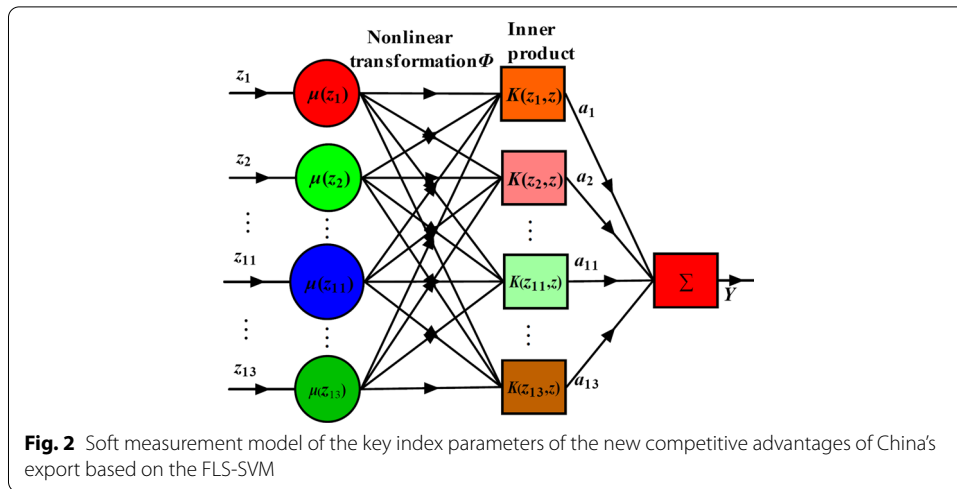 Nonlinear
transformation Φ
Inner
product
z1
μ(z1)
K(z1,z)
a1
z2
μ(z2)
K(z2,z)
a2
z11
μ(z11)
K(z11,z)
a11
Σ
Y
z13
μ(z13)
K(z13,z)
a13
Fig. 2 Soft measurement model of the key index parameters of the new competitive advantages of China's
export based on the FLS-SVM